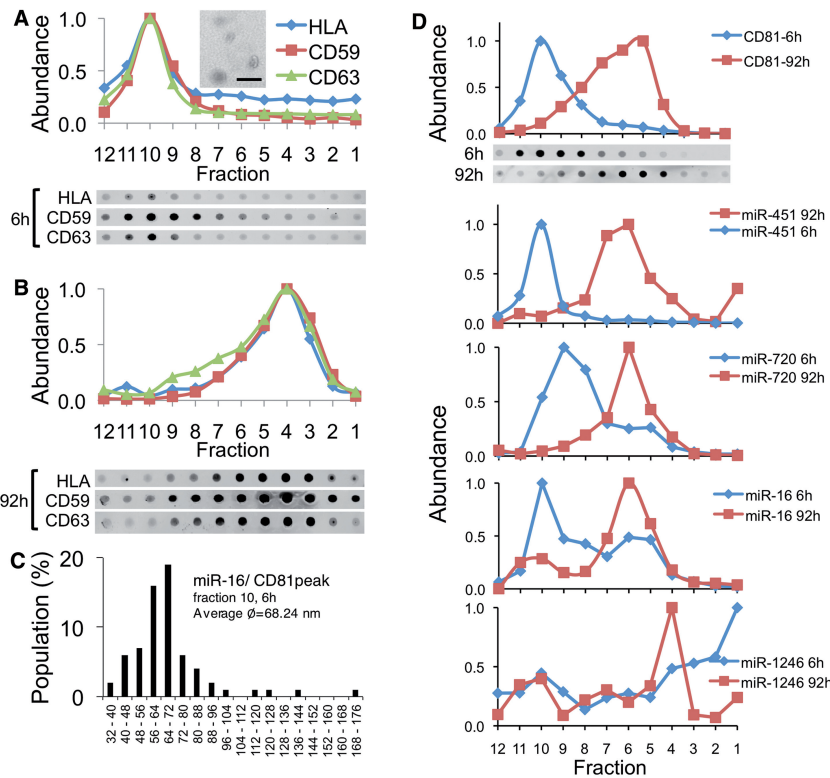 A
Abundance
1.0
0.5
0.0
HLA
CD59
CD63
12 11 10 9 8 7 6 5 4 3 2 1
Fraction
6h
HLA
CD59
CD63
B
Abundance
1.0
0.5
0.0
12 11 10 9 8 7 6 5 4 3 2 1
Fraction
92h
HLA
CD59
CD63
C
Population (%)
20
10
0
miR-16/ CD81peak
fraction 10, 6h
Average Ø=68.24 nm
32 - 40
40 - 48
48 - 56
56 - 64
64 - 72
72 - 80
80 - 88
88 - 96
96 - 104
104 - 112
112 - 120
120 - 128
128 - 136
136 - 144
144 - 152
152 - 160
160 - 168
168 - 176
D
Abundance
1.0
0.5
0.0
CD81-6h
CD81-92h
6h
92h
1.0
0.5
0.0
miR-451 92h
miR-451 6h
Abundance
1.0
0.5
0.0
miR-720 6h
miR-720 92h
1.0
0.5
0.0
miR-16 6h
miR-16 92h
1.0
0.5
0.0
miR-1246 6h
miR-1246 92h
12 11 10 9 8 7 6 5 4 3 2 1
Fraction